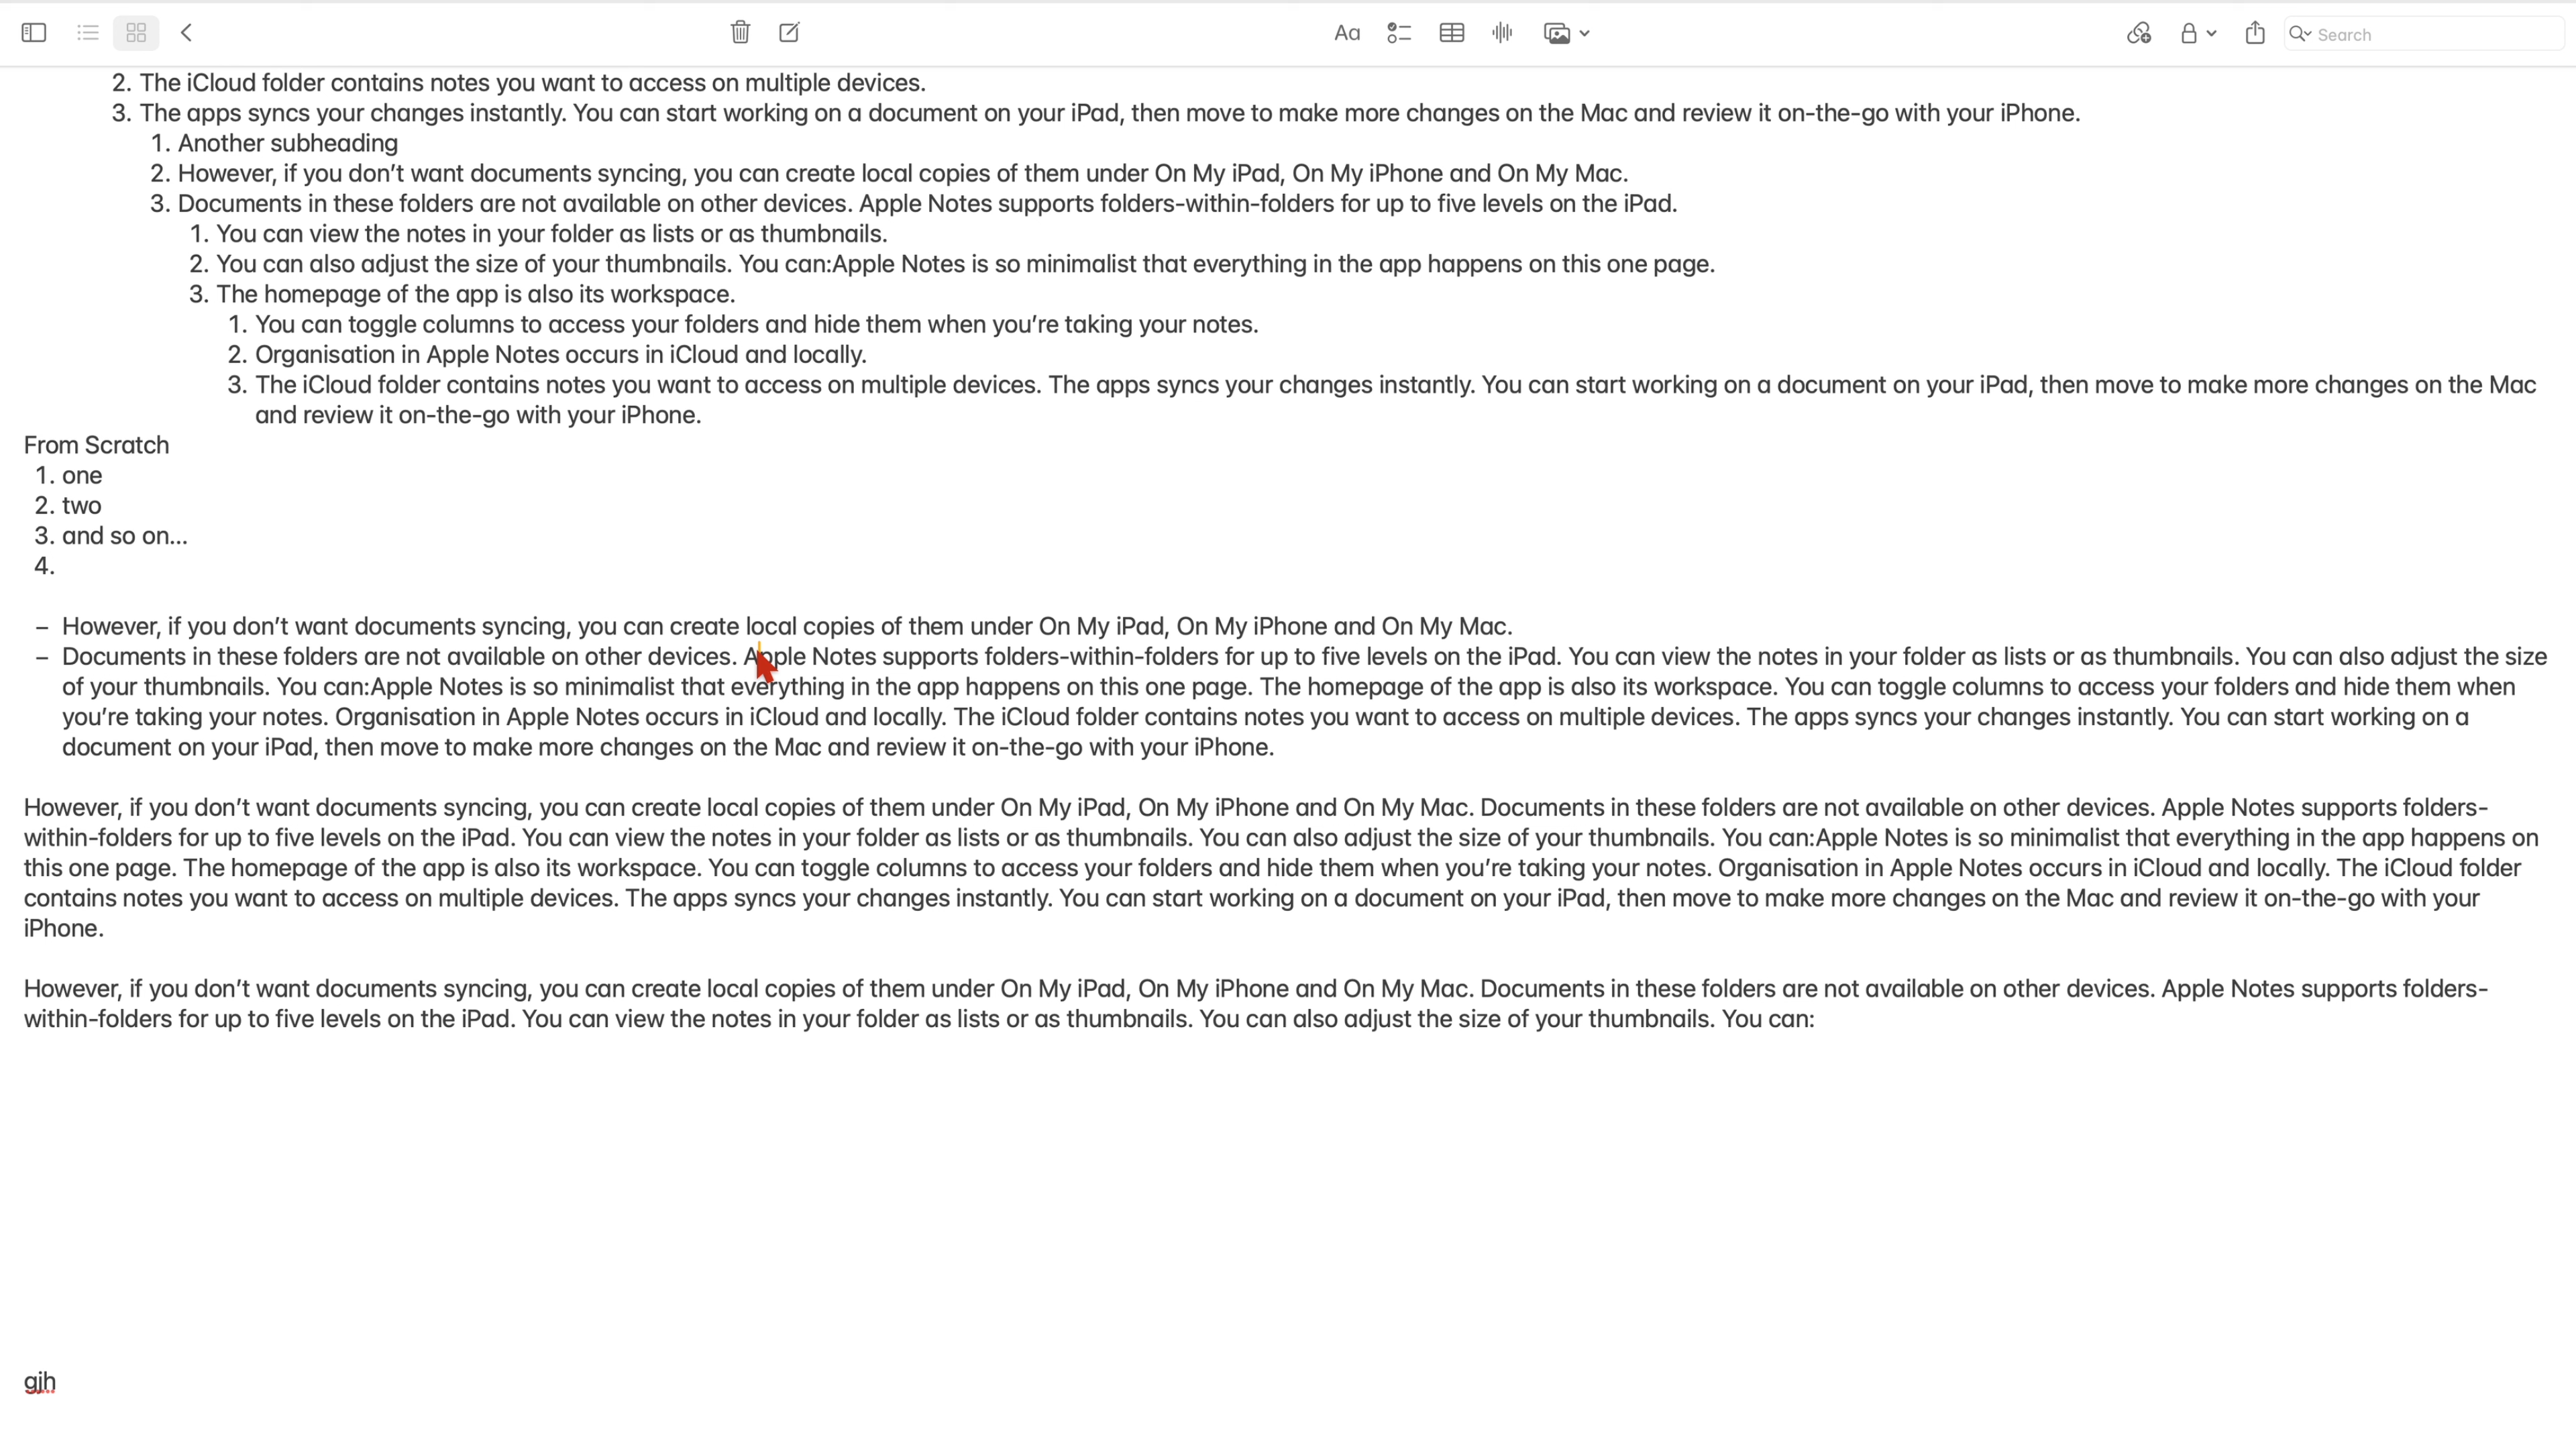 Aa
Search
2. The iCloud folder contains notes you want to access on multiple devices.
3. The apps syncs your changes instantly. You can start working on a document on your iPad, then move to make more changes on the Mac and review it on-the-go with your iPhone.
1. Another subheading
2. However, if you don’t want documents syncing, you can create local copies of them under On My iPad, On My iPhone and On My Mac.
3. Documents in these folders are not available on other devices. Apple Notes supports folders-within-folders for up to five levels on the iPad.
1. You can view the notes in your folder as lists or as thumbnails.
2. You can also adjust the size of your thumbnails. You can:Apple Notes is so minimalist that everything in the app happens on this one page.
3. The homepage of the app is also its workspace.
1. You can toggle columns to access your folders and hide them when you’re taking your notes.
2. Organisation in Apple Notes occurs in iCloud and locally.
3. The iCloud folder contains notes you want to access on multiple devices. The apps syncs your changes instantly. You can start working on a document on your iPad, then move to make more changes on the Mac
and review it on-the-go with your iPhone.
From Scratch
1. one
2. two
3. and so on...
4.
– However, if you don’t want documents syncing, you can create local copies of them under On My iPad, On My iPhone and On My Mac.
– Documents in these folders are not available on other devices. Apple Notes supports folders-within-folders for up to five levels on the iPad. You can view the notes in your folder as lists or as thumbnails. You can also adjust the size
of your thumbnails. You can:Apple Notes is so minimalist that everything in the app happens on this one page. The homepage of the app is also its workspace. You can toggle columns to access your folders and hide them when
you’re taking your notes. Organisation in Apple Notes occurs in iCloud and locally. The iCloud folder contains notes you want to access on multiple devices. The apps syncs your changes instantly. You can start working on a
document on your iPad, then move to make more changes on the Mac and review it on-the-go with your iPhone.
However, if you don’t want documents syncing, you can create local copies of them under On My iPad, On My iPhone and On My Mac. Documents in these folders are not available on other devices. Apple Notes supports folders-
within-folders for up to five levels on the iPad. You can view the notes in your folder as lists or as thumbnails. You can also adjust the size of your thumbnails. You can:Apple Notes is so minimalist that everything in the app happens on
this one page. The homepage of the app is also its workspace. You can toggle columns to access your folders and hide them when you’re taking your notes. Organisation in Apple Notes occurs in iCloud and locally. The iCloud folder
contains notes you want to access on multiple devices. The apps syncs your changes instantly. You can start working on a document on your iPad, then move to make more changes on the Mac and review it on-the-go with your
iPhone.
However, if you don’t want documents syncing, you can create local copies of them under On My iPad, On My iPhone and On My Mac. Documents in these folders are not available on other devices. Apple Notes supports folders-
within-folders for up to five levels on the iPad. You can view the notes in your folder as lists or as thumbnails. You can also adjust the size of your thumbnails. You can:
gjh